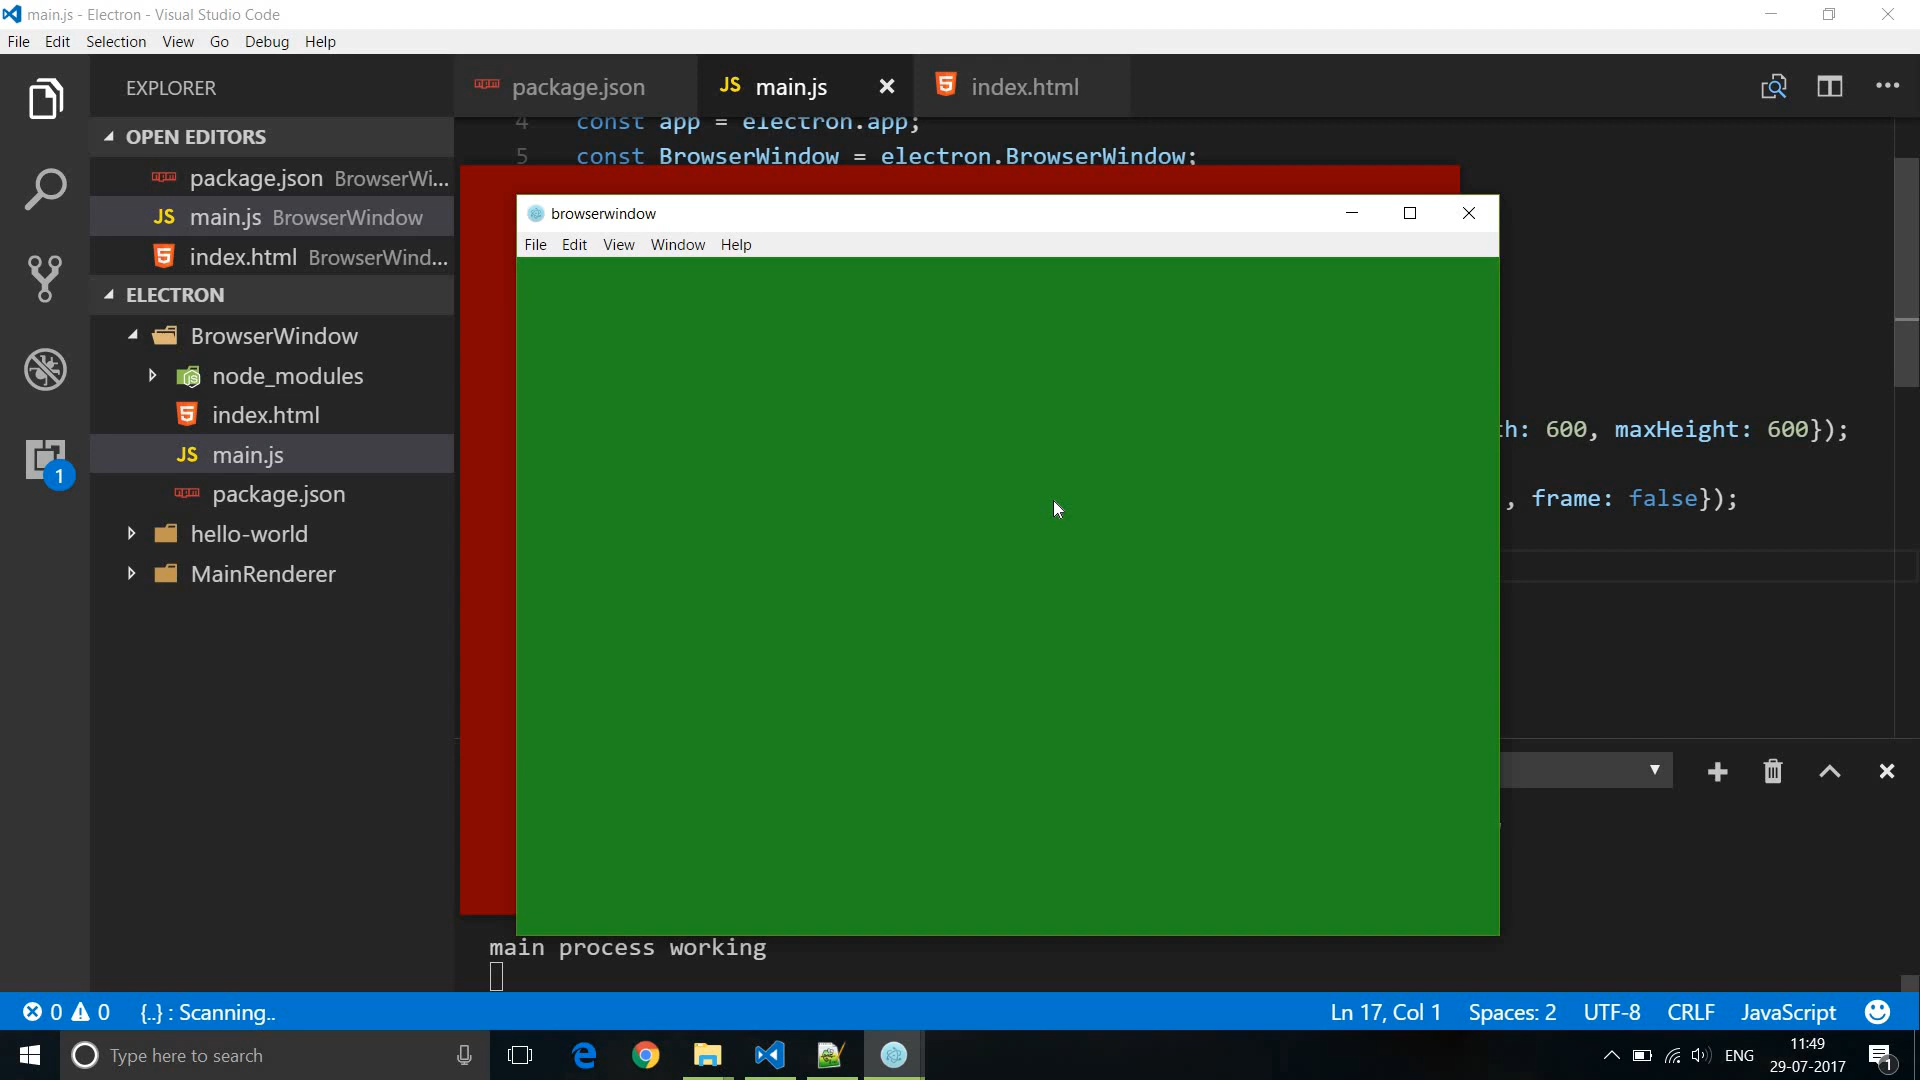 main.js - Electron - Visual Studio Code
File Edit Selection View Go Debug Help
EXPLORER
package.json
JS main.js
index.html
OPEN EDITORS
package.json BrowserWi...
JS main.js BrowserWindow
index.html BrowserWind...
ELECTRON
BrowserWindow
node_modules
index.html
JS main.js
package.json
hello-world
MainRenderer
4 const app = electron.app;
5 const BrowserWindow = electron.BrowserWindow;
browserwindow
File Edit View Window Help
th: 600, maxHeight: 600});
, frame: false});
main process working
1
0 0 {..} : Scanning..
Ln 17, Col 1 Spaces: 2 UTF-8 CRLF JavaScript
Type here to search
ENG
11:49
29-07-2017
1